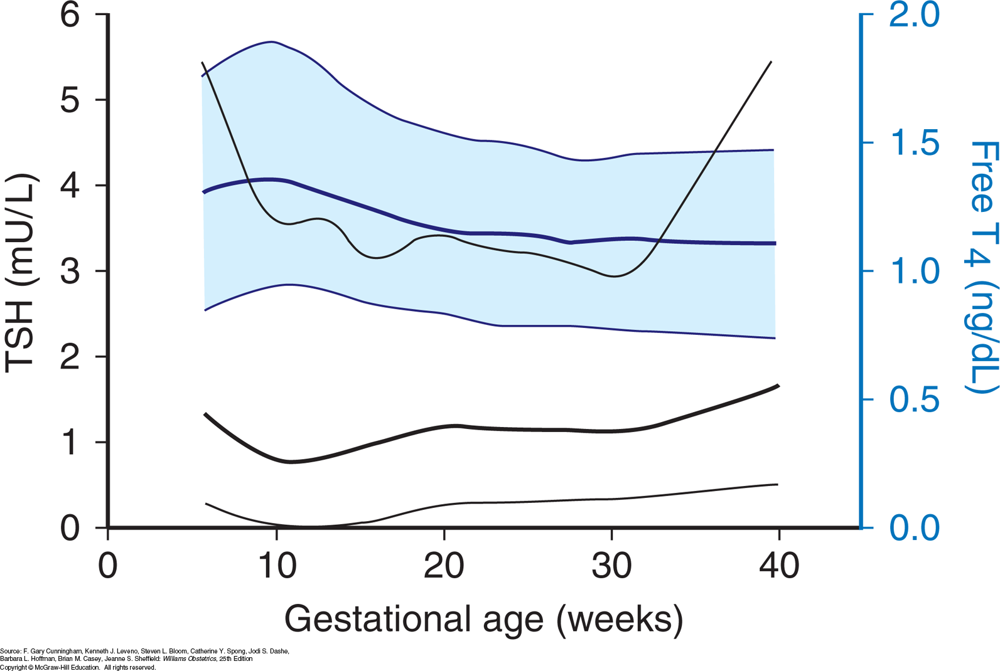 6
5
4
3
2
1
0
TSH (mU/L)
2.0
1.5
1.0
0.5
0.0
Free T 4 (ng/dL)
0 10 20 30 40
Gestational age (weeks)
Source: F. Gary Cunningham, Kenneth J. Leveno, Steven L. Bloom, Catherine Y. Spong, Jodi S. Dashe,
Barbara L. Hoffman, Brian M. Casey, Jeanne S. Sheffield: Williams Obstetrics, 25th Edition
Copyright © McGraw-Hill Education. All rights reserved.